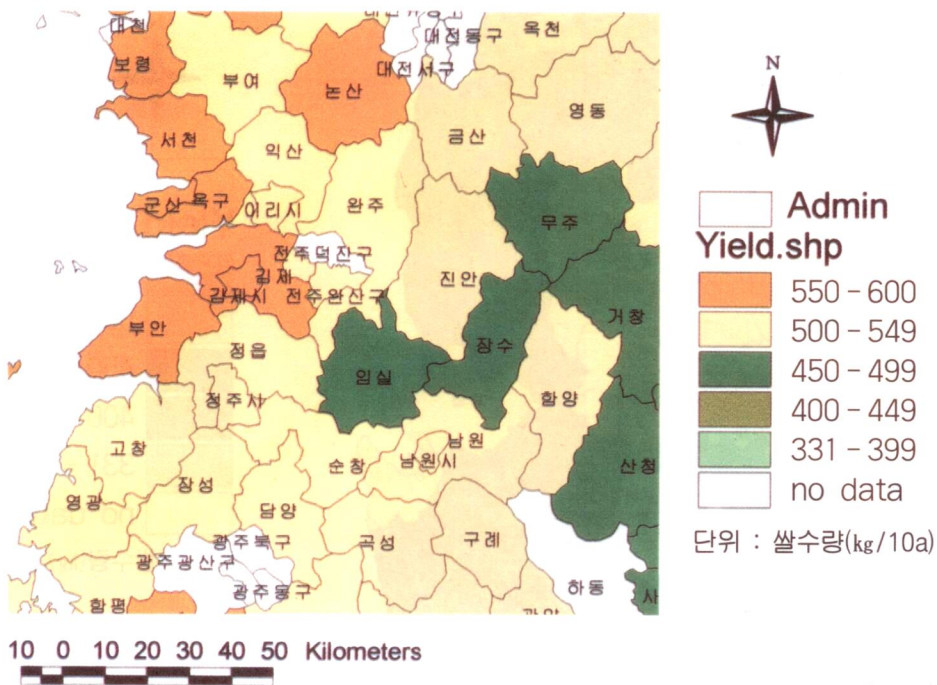 대천
보령
부여
논산
대전동구
대전서구
옥천
영동
금산
서천
익산
군산
옥구
이리시
완주
무주
전주덕진구
김제
김제시
전주완산구
진안
거창
부안
정읍
임실
장수
함양
정주시
고창
순창
남원
남원시
산청
영광
장성
담양
곡성
구례
광주북구
광주광산구
광주동구
하동
함평
광양
사
N
Admin
Yield.shp
550-600
500-549
450-499
400-449
331-399
no data
단위 : 쌀수량(kg/10a)
10 0 10 20 30 40 50 Kilometers